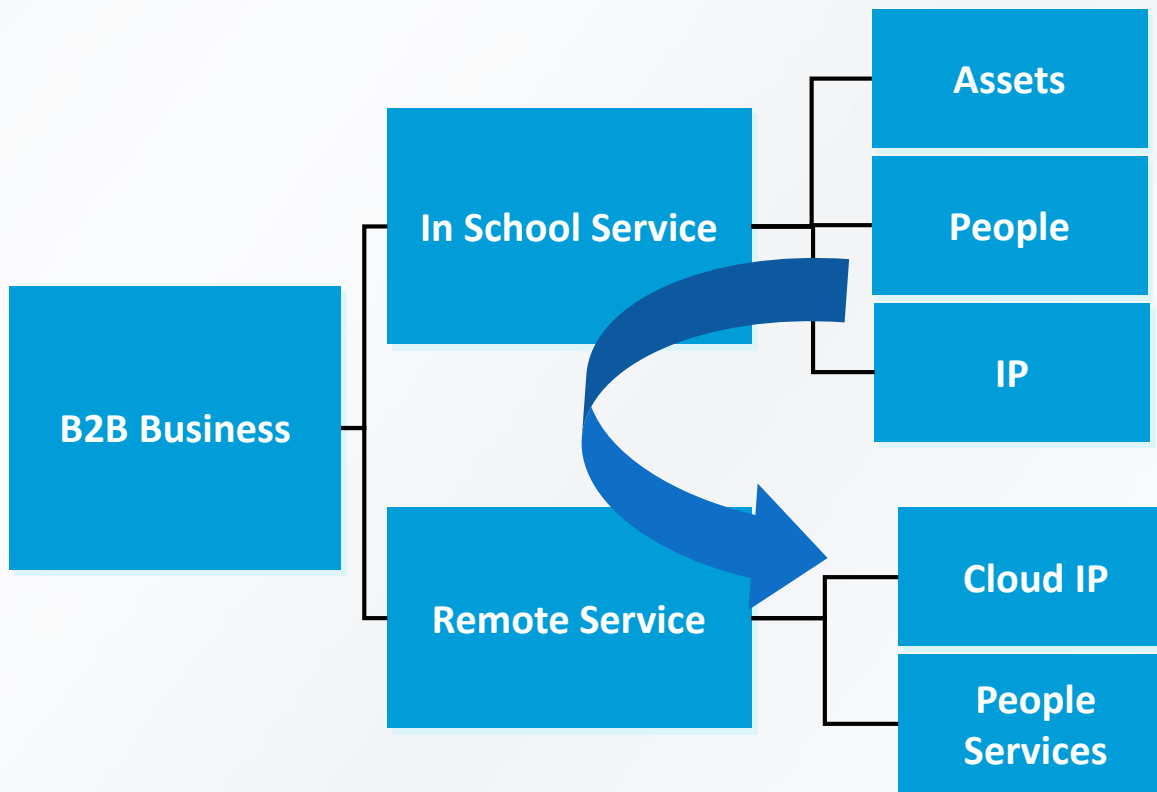 Assets
In School Service
People
IP
B2B Business
Cloud IP
Remote Service
People
Services